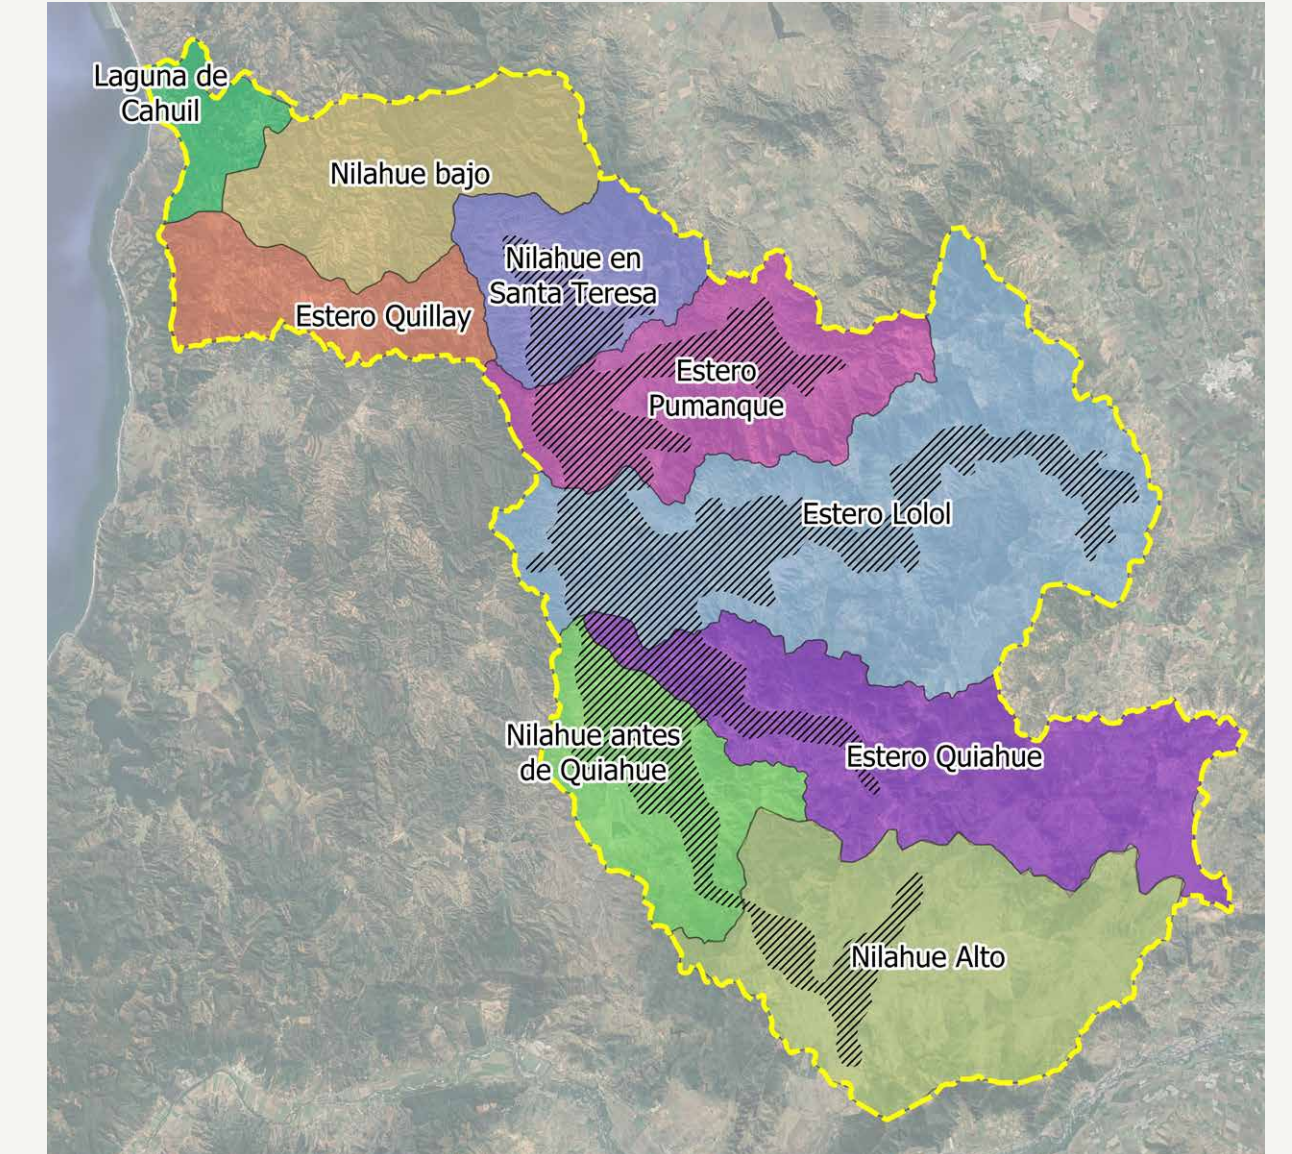 Laguna de
Cahuil
Nilahue bajo
Nilahue en
Santa Teresa
Estero Quillay
Estero
Pumanque
Estero Lolol
Nilahue antes
de Quiahue
Estero Quiahue
Nilahue Alto